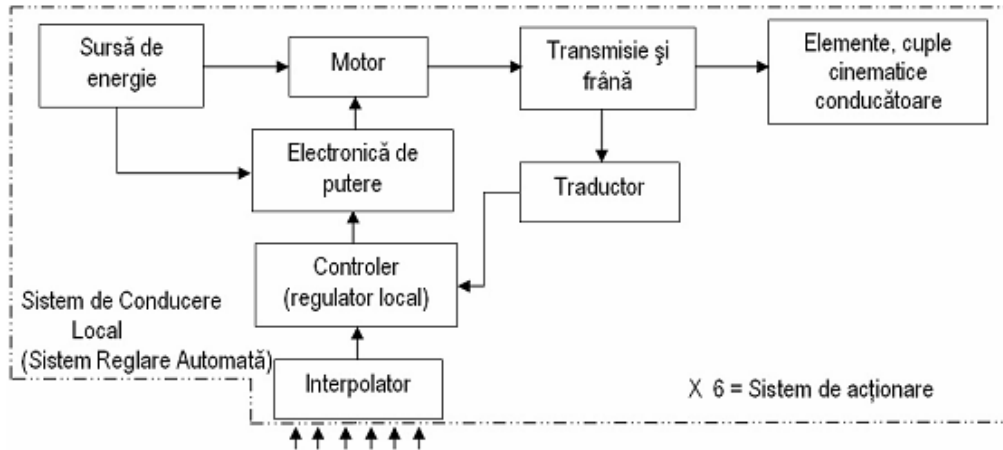 Sursă de
energie
Motor
Transmisie şi
frână
Elemente, cuple
cinematice
conducătoare
Electronică de
putere
Traductor
Controler
(regulator local)
Sistem de Conducere
Local
(Sistem Reglare Automată)
Interpolator
X 6 = Sistem de acţionare